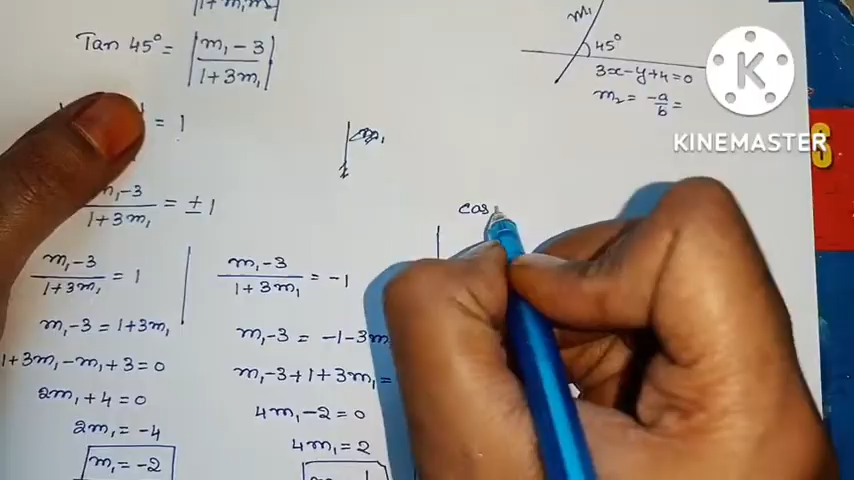 |1+m₁m₂|
Tan 45° = |m₁-3 / 1+3m₁|
= 1
m₁-3 / 1+3m₁ = ±1
m₁-3 / 1+3m₁ = 1
m₁-3 = 1+3m₁
1+3m₁-m₁+3=0
2m₁+4=0
2m₁=-4
m₁=-2
m₁-3 / 1+3m₁ = -1
m₁-3 = -1-3m
m₁-3+1+3m₁=
4m₁-2=0
4m₁=2
m₁
45°
3x-y+4=0
m₂=-a/b=
K
KINEMASTER
cas